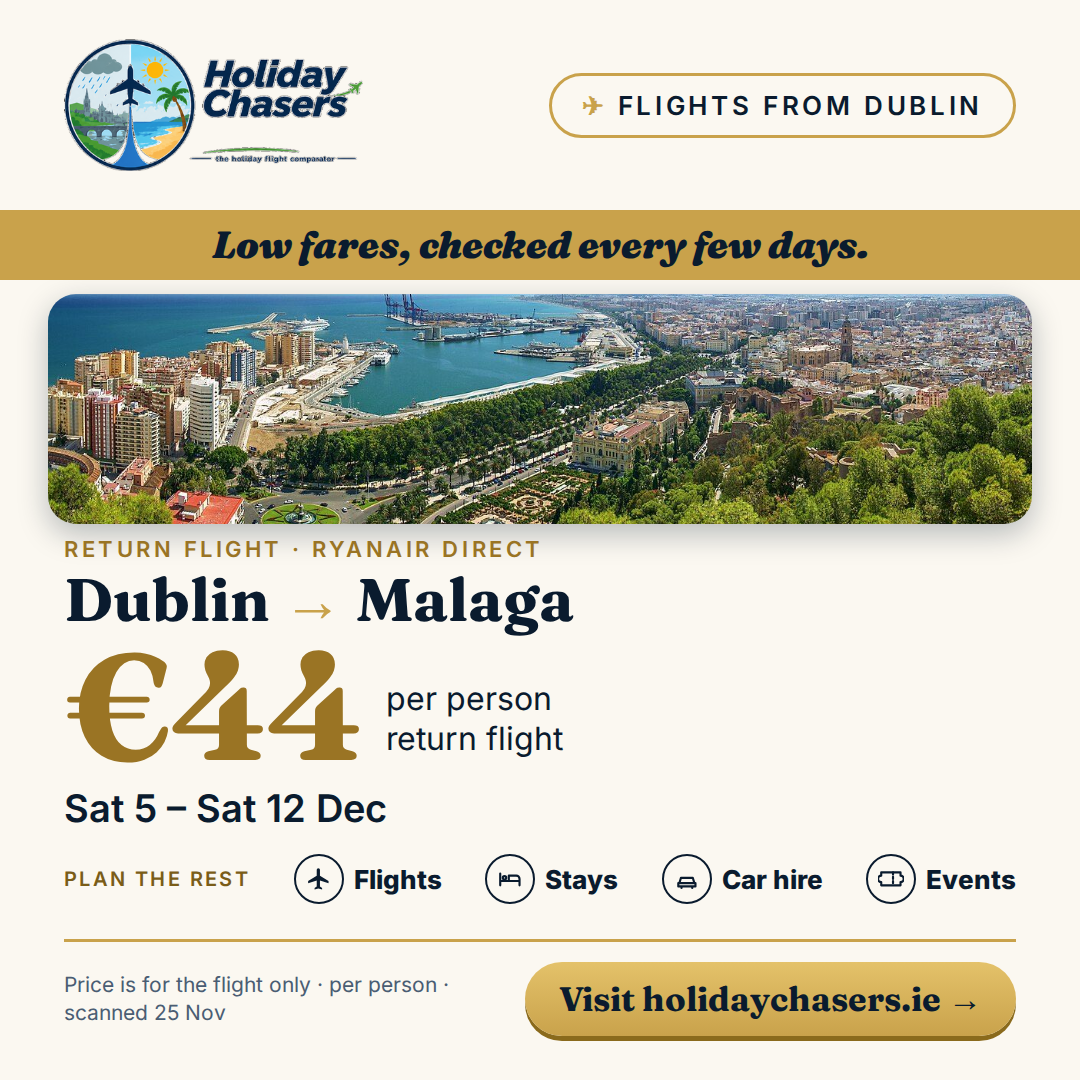 Holiday
Chasers
the holiday flight comparator
✈ FLIGHTS FROM DUBLIN
Low fares, checked every few days.
RETURN FLIGHT · RYANAIR DIRECT
Dublin → Malaga
€44
per person
return flight
Sat 5 – Sat 12 Dec
PLAN THE REST Flights Stays Car hire Events
Price is for the flight only · per person ·
scanned 25 Nov
Visit holidaychasers.ie →